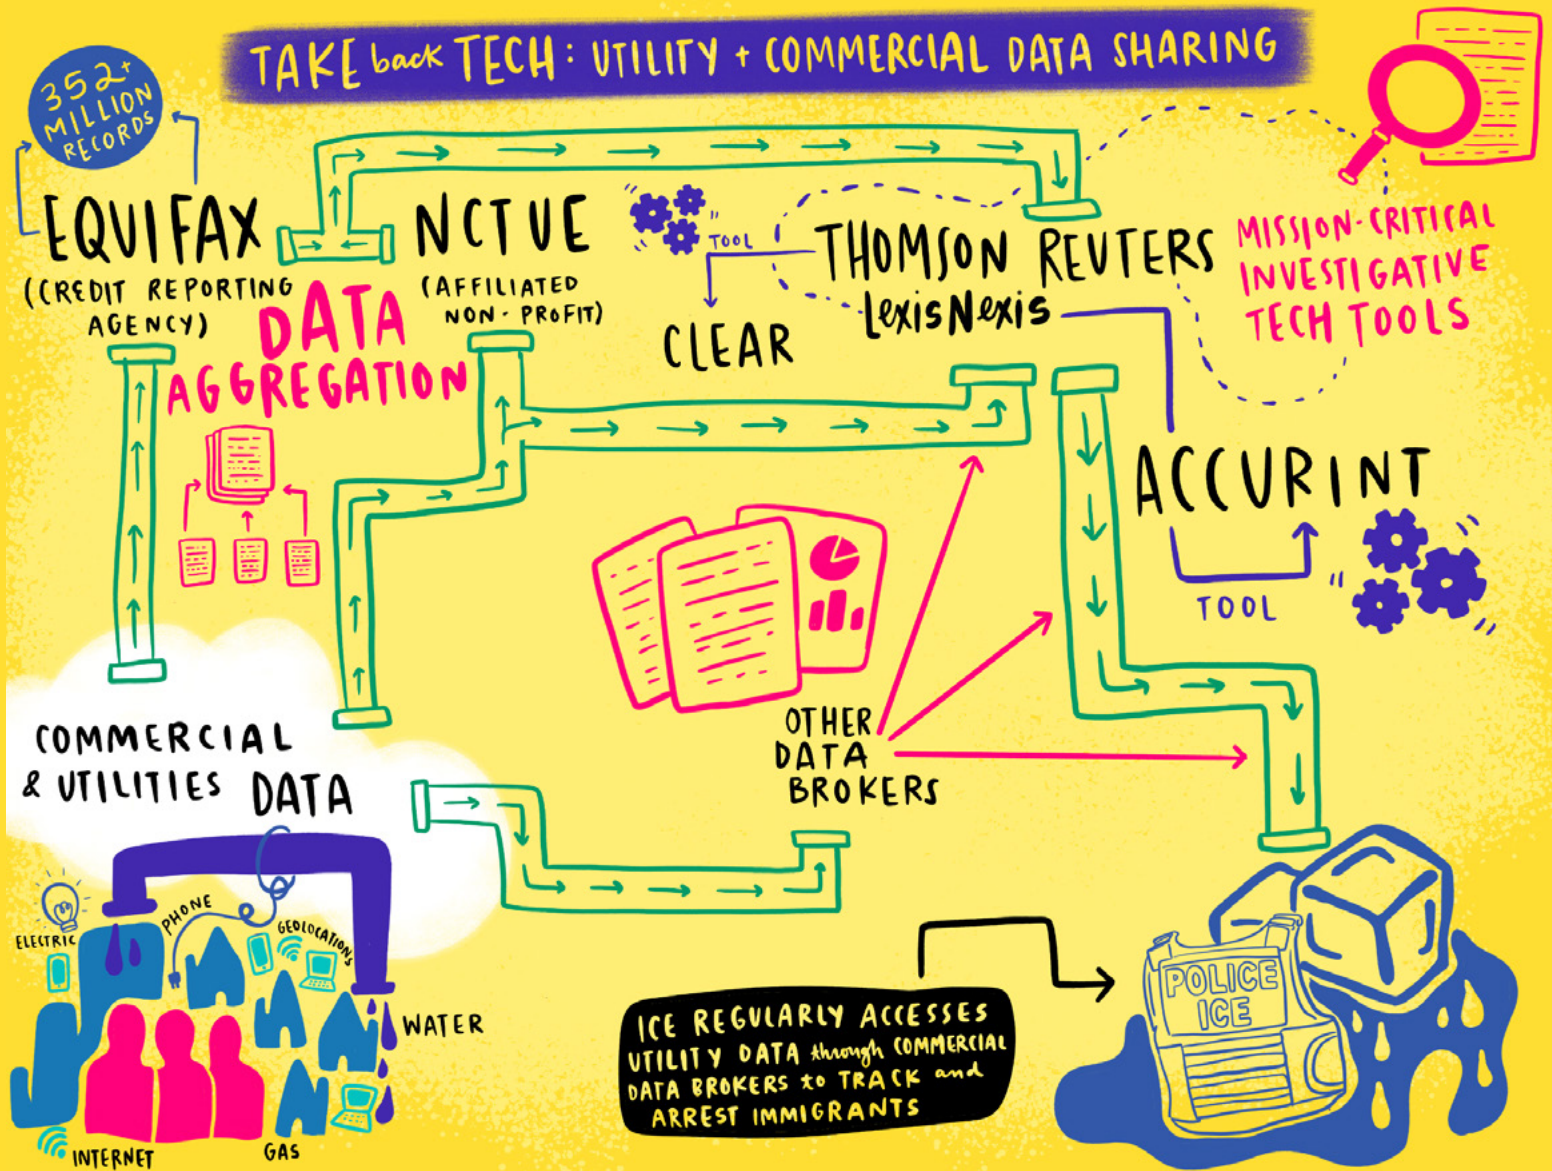 TAKE back TECH: UTILITY + COMMERCIAL DATA SHARING
352+
MILLION
RECORDS
EQUIFAX
(CREDIT REPORTING
AGENCY)
DATA
AGGREGATION
NCTUE
(AFFILIATED
NON-PROFIT)
TOOL
CLEAR
THOMSON REUTERS
LexisNexis
MISSION-CRITICAL
INVESTIGATIVE
TECH TOOLS
ACCURINT
TOOL
OTHER
DATA
BROKERS
COMMERCIAL
& UTILITIES DATA
ELECTRIC
PHONE
GEOLOCATIONS
WATER
INTERNET
GAS
ICE REGULARLY ACCESSES
UTILITY DATA through COMMERCIAL
DATA BROKERS to TRACK and
ARREST IMMIGRANTS
POLICE
ICE